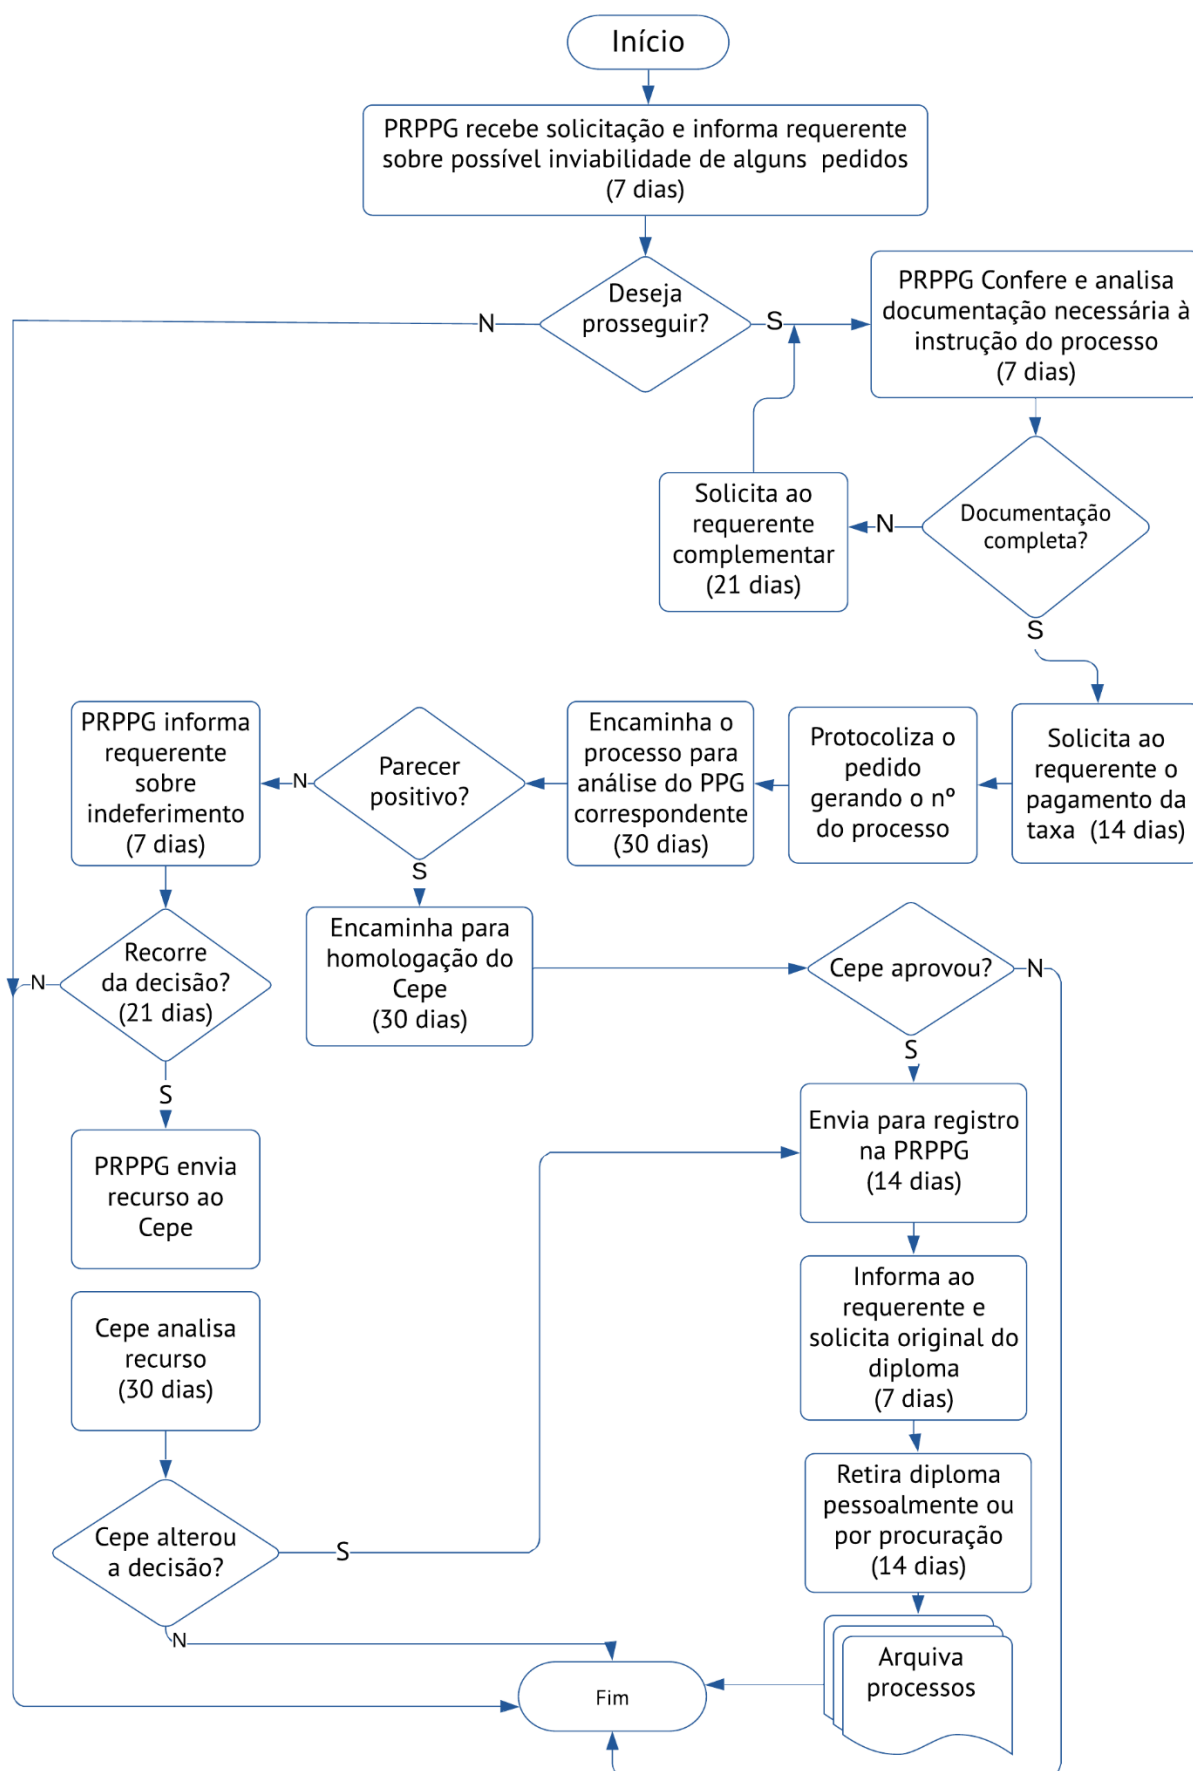 Início
PRPPG recebe solicitação e informa requerente
sobre possível inviabilidade de alguns pedidos
(7 dias)
Deseja
prosseguir?
N
S
PRPPG Confere e analisa
documentação necessária à
instrução do processo
(7 dias)
Documentação
completa?
N
Solicita ao
requerente
complementar
(21 dias)
S
Solicita ao
requerente o
pagamento da
taxa (14 dias)
Protocoliza o
pedido
gerando o nº
do processo
Encaminha o
processo para
análise do PPG
correspondente
(30 dias)
Parecer
positivo?
N
PRPPG informa
requerente
sobre
indeferimento
(7 dias)
S
Encaminha para
homologação do
Cepe
(30 dias)
Cepe aprovou?
N
Recorre
da decisão?
(21 dias)
N
S
S
PRPPG envia
recurso ao
Cepe
Envia para registro
na PRPPG
(14 dias)
Cepe analisa
recurso
(30 dias)
Informa ao
requerente e
solicita original do
diploma
(7 dias)
Cepe alterou
a decisão?
S
N
Retira diploma
pessoalmente ou
por procuração
(14 dias)
Arquiva
processos
Fim